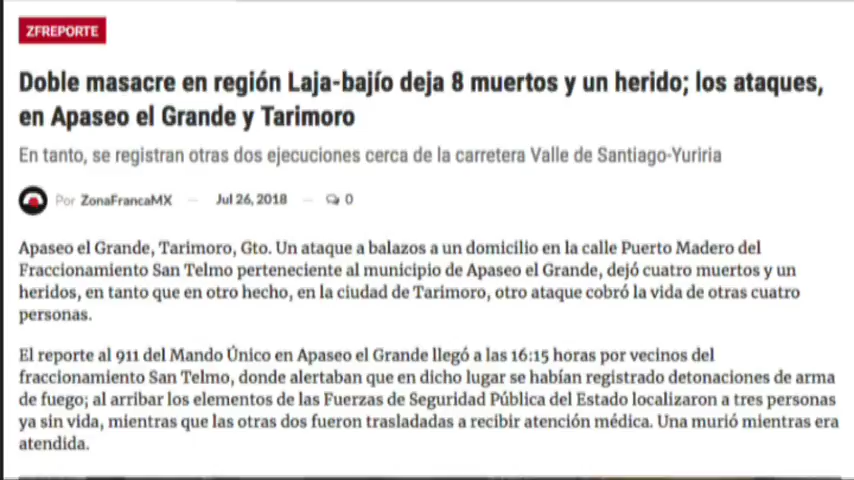 ZFREPORTE
Doble masacre en región Laja-bajío deja 8 muertos y un herido; los ataques,
en Apaseo el Grande y Tarimoro
En tanto, se registran otras dos ejecuciones cerca de la carretera Valle de Santiago-Yuriria
Por ZonaFrancaMX — Jul 26, 2018 — 0
Apaseo el Grande, Tarimoro, Gto. Un ataque a balazos a un domicilio en la calle Puerto Madero del
Fraccionamiento San Telmo perteneciente al municipio de Apaseo el Grande, dejó cuatro muertos y un
heridos, en tanto que en otro hecho, en la ciudad de Tarimoro, otro ataque cobró la vida de otras cuatro
personas.
El reporte al 911 del Mando Único en Apaseo el Grande llegó a las 16:15 horas por vecinos del
fraccionamiento San Telmo, donde alertaban que en dicho lugar se habían registrado detonaciones de arma
de fuego; al arribar los elementos de las Fuerzas de Seguridad Pública del Estado localizaron a tres personas
ya sin vida, mientras que las otras dos fueron trasladadas a recibir atención médica. Una murió mientras era
atendida.